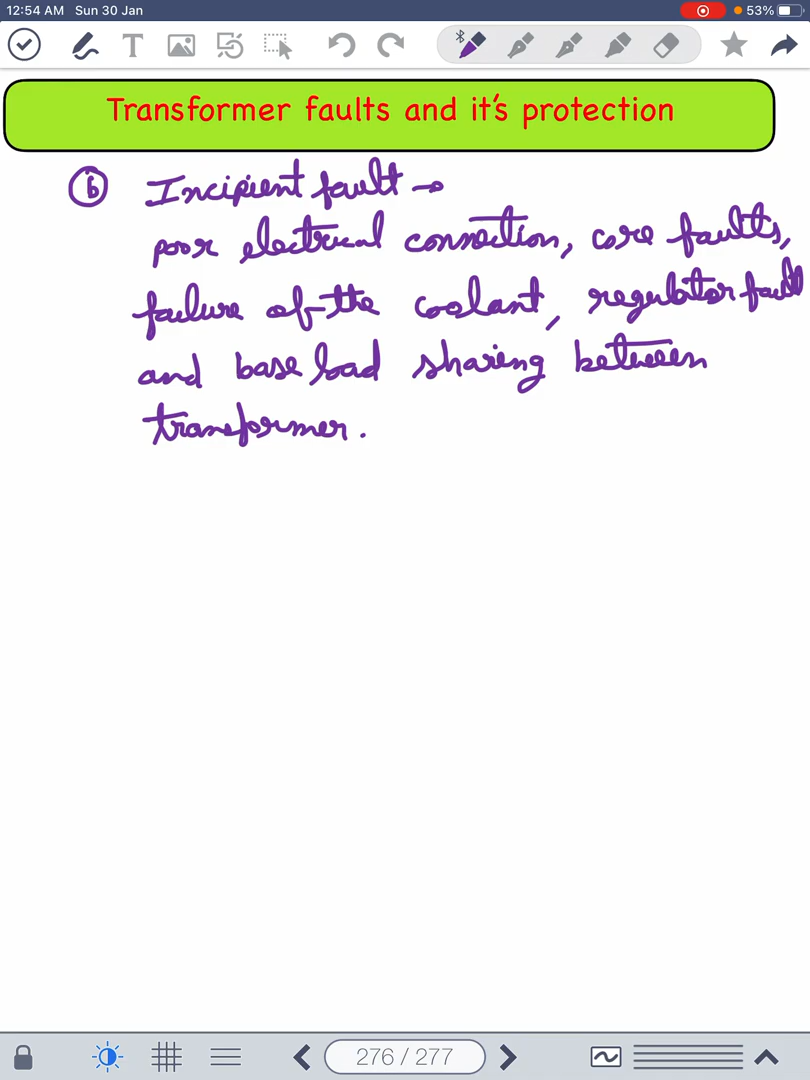 12:54 AM Sun 30 Jan 53%
T
Transformer faults and it's protection
b Incipient fault →
poor electrical connection, core faults,
failure of the coolant, regulator fault
and base load sharing between
transformer.
276 / 277